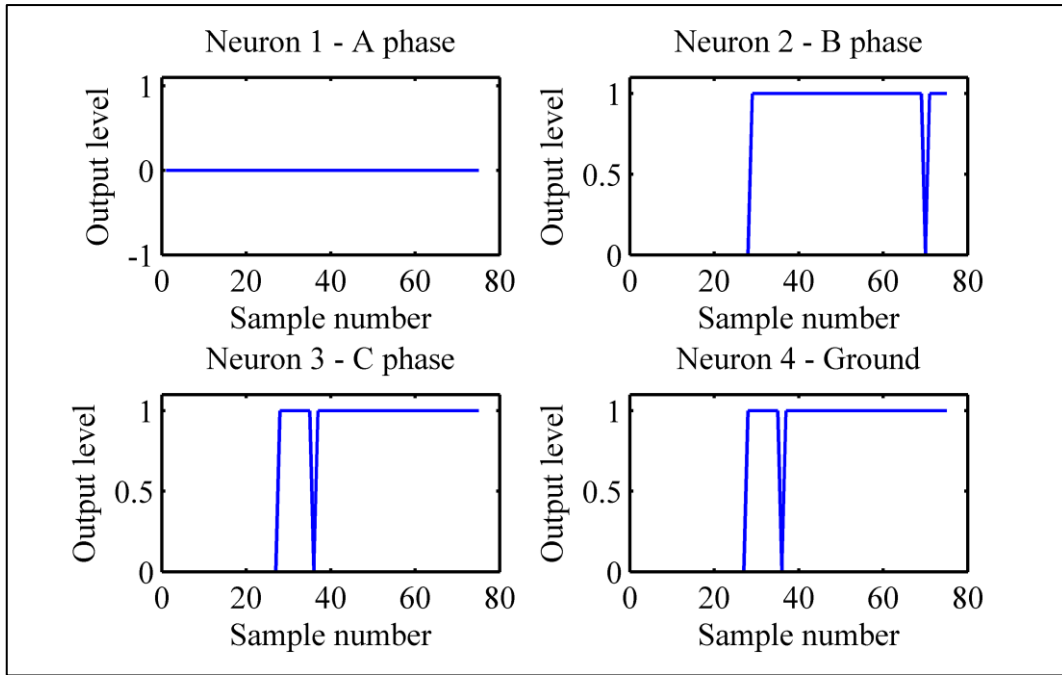 Neuron 1 - A phase
Output level
1
0
-1
0 20 40 60 80
Sample number
Neuron 2 - B phase
Output level
1
0.5
0
0 20 40 60 80
Sample number
Neuron 3 - C phase
Output level
1
0.5
0
0 20 40 60 80
Sample number
Neuron 4 - Ground
Output level
1
0.5
0
0 20 40 60 80
Sample number